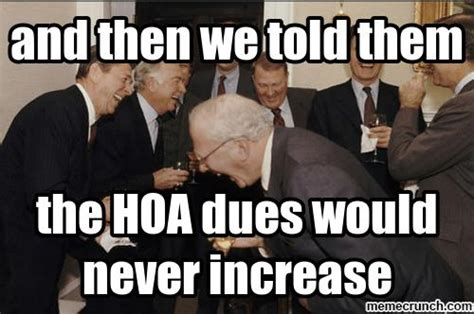 and then we told them
the HOA dues would
never increase
memecrunch.com